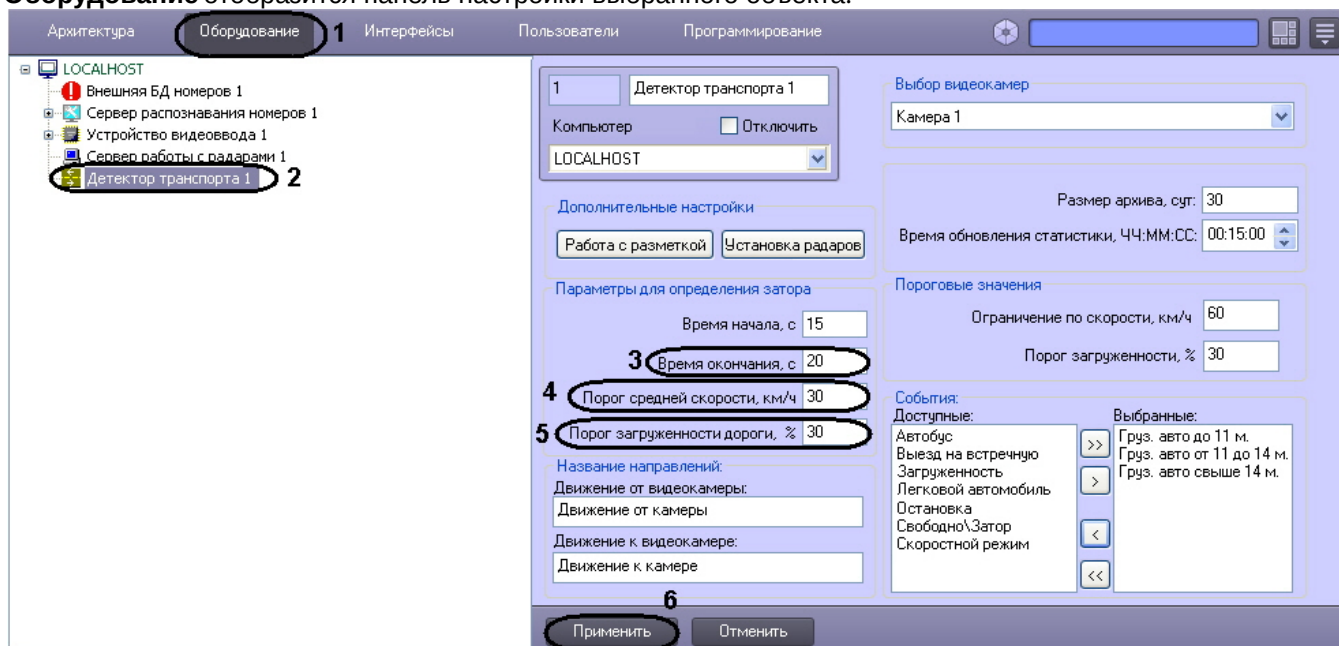 Оборудование отобразится панель настройки выбранного объекта.
Архитектура Оборудование 1 Интерфейсы Пользователи Программирование
LOCALHOST
Внешняя БД номеров 1
Сервер распознавания номеров 1
Устройство видеоввода 1
Сервер работы с радарами 1
Детектор транспорта 1 2
1 Детектор транспорта 1
Компьютер Отключить
LOCALHOST
Дополнительные настройки
Работа с разметкой Установка радаров
Параметры для определения затора
Время начала, с 15
3 Время окончания, с 20
4 Порог средней скорости, км/ч 30
5 Порог загруженности дороги, % 30
Название направлений:
Движение от видеокамеры:
Движение от камеры
Движение к видеокамере:
Движение к камере
Выбор видеокамер
Камера 1
Размер архива, сут: 30
Время обновления статистики, ЧЧ:ММ:СС: 00:15:00
Пороговые значения
Ограничение по скорости, км/ч 60
Порог загруженности, % 30
События:
Доступные: Выбранные:
Автобус
Выезд на встречную
Загруженность
Легковой автомобиль
Остановка
Свободно\Затор
Скоростной режим
>>
>
<
<<
Груз. авто до 11 м.
Груз. авто от 11 до 14 м.
Груз. авто свыше 14 м.
6
Применить Отменить